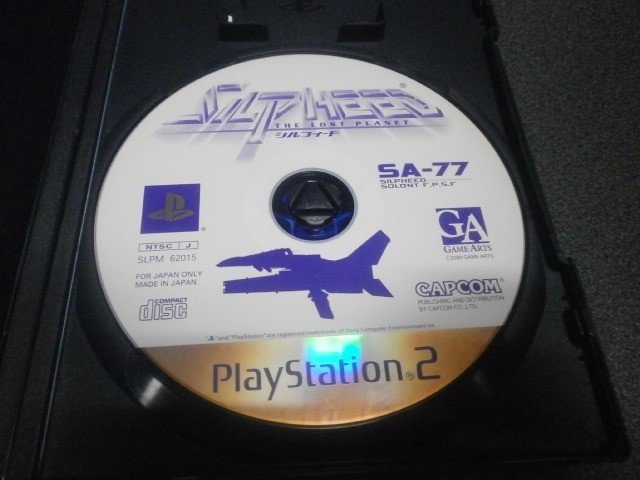 SILPHEED®
THE LOST PLANET
シルフィード
SA-77
SILPHEED
SOLONT F.P.S.F
NTSC J
SLPM 62015
FOR JAPAN ONLY
MADE IN JAPAN
COMPACT
disc
GA
GAME ARTS
©2000 GAME ARTS
CAPCOM®
PUBLISHING AND DISTRIBUTION
BY CAPCOM CO.,LTD.
" " and "PlayStation" are registered trademarks of Sony Computer Entertainment Inc.
PlayStation®2